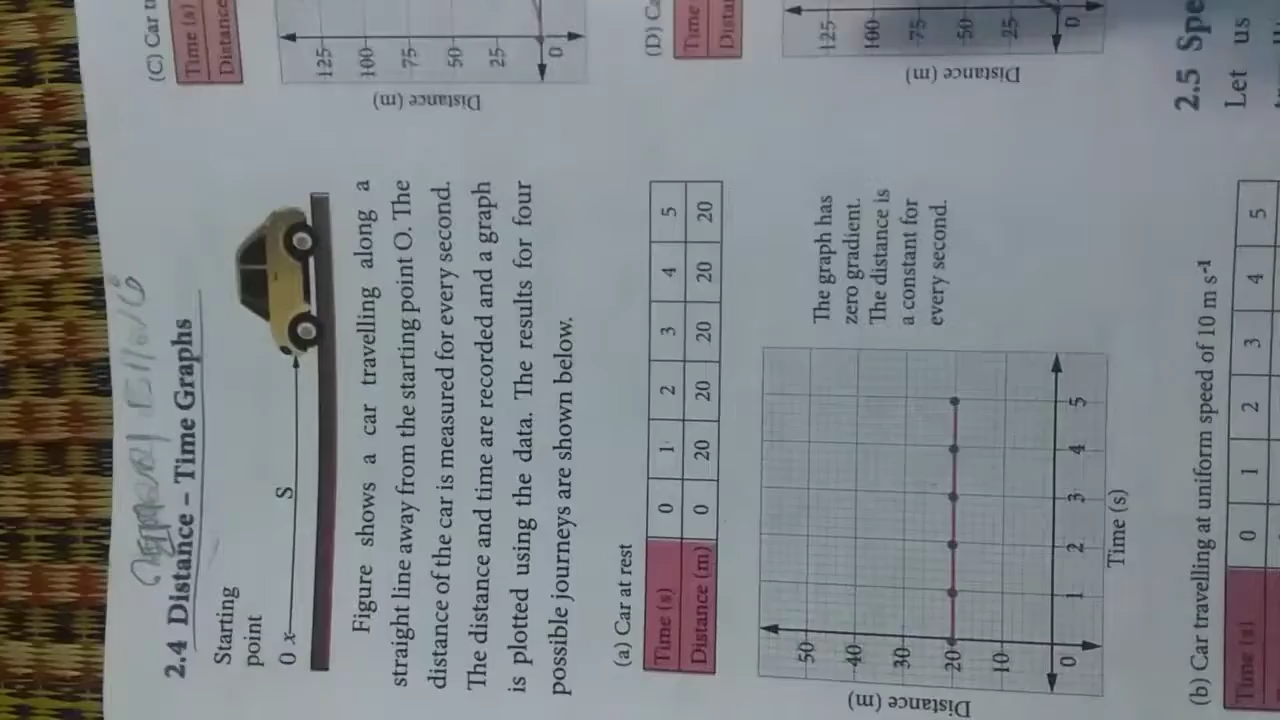 2.4 Distance – Time Graphs
Starting
point
0 x
S
Figure shows a car travelling along a
straight line away from the starting point O. The
distance of the car is measured for every second.
The distance and time are recorded and a graph
is plotted using the data. The results for four
possible journeys are shown below.
(a) Car at rest
Time (s) 0 1 2 3 4 5
Distance (m) 0 20 20 20 20 20
Distance (m)
50
40
30
20
10
0 1 2 3 4 5
Time (s)
The graph has
zero gradient.
The distance is
a constant for
every second.
(b) Car travelling at uniform speed of 10 m s⁻¹
Time (s) 0 1 2 3 4 5
(C) Car
Time (s)
Distance
Distance (m)
125
100
75
50
25
0
(D)
Time
Distance (m)
125
100
75
50
25
0
2.5
Let us